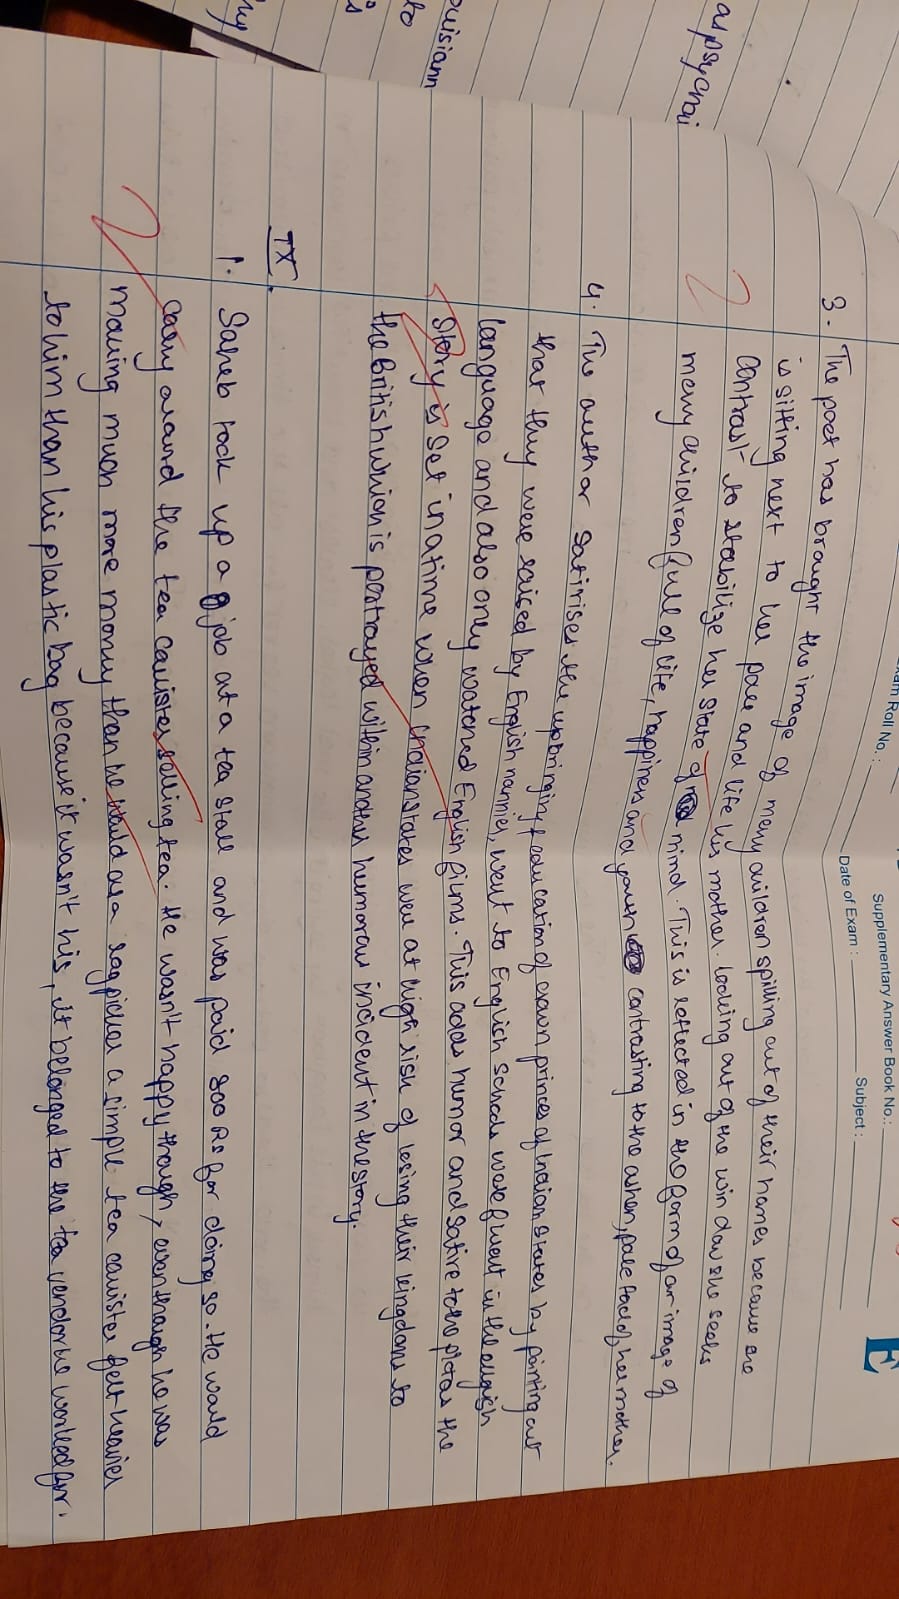 Exam Roll No. :
Supplementary Answer Book No.:
E
Date of Exam : Subject :
3. The poet has brought the image of merry children spilling out of their homes because she
is sitting next to her pale and life less mother. Looking out of the window she seeks
contrast to stabilize her state of mind. This is reflected in the form of an image of
merry children full of life, happiness and youth contrasting to the ashen, pale face of her mother.
2
4. The author satirises the upbringing & education of crown princes of Indian States by pointing out
that they were raised by English nannies, went to English schools were fluent in the english
language and also only watched English films. This adds humor and satire to the plot as the
story is set in a time when Indian states were at high risk of losing their kingdoms to
the British which is portrayed within another humorous incident in the story.
2
IX.
1. Saheb took up a job at a tea stall and was paid 800 Rs for doing so. He would
carry around the tea canister selling tea. He wasn't happy though, even though he was
making much more money than he would as a ragpicker a simple tea canister felt heavier
to him than his plastic bag because it wasn't his, it belonged to the tea vendor he worked for.
2
as psychai
ouisiann
to